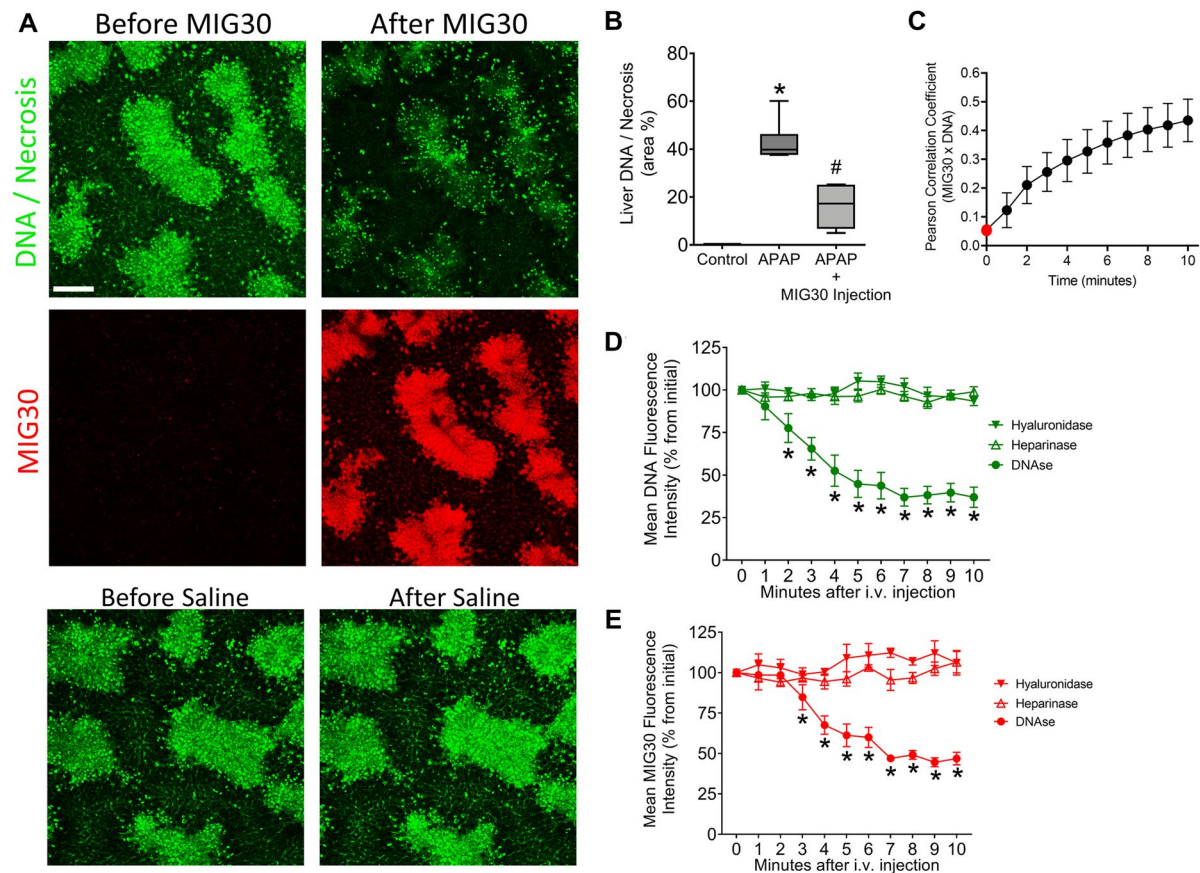 A
Before MIG30
After MIG30
DNA / Necrosis
MIG30
Before Saline
After Saline
B
Liver DNA / Necrosis
(area %)
80
60
40
20
0
*
#
Control
APAP
APAP
+
MIG30 Injection
C
Pearson Correlation Coefficient
(MIG30 x DNA)
0.6
0.5
0.4
0.3
0.2
0.1
0.0
0 2 4 6 8 10
Time (minutes)
D
Mean DNA Fluorescence
Intensity (% from initial)
125
100
75
50
25
0
* * * * * * * * *
0 1 2 3 4 5 6 7 8 9 10
Minutes after i.v. injection
Hyaluronidase
Heparinase
DNAse
E
Mean MIG30 Fluorescence
Intensity (% from initial)
125
100
75
50
25
0
* * * * * * * *
0 1 2 3 4 5 6 7 8 9 10
Minutes after i.v. injection
Hyaluronidase
Heparinase
DNAse